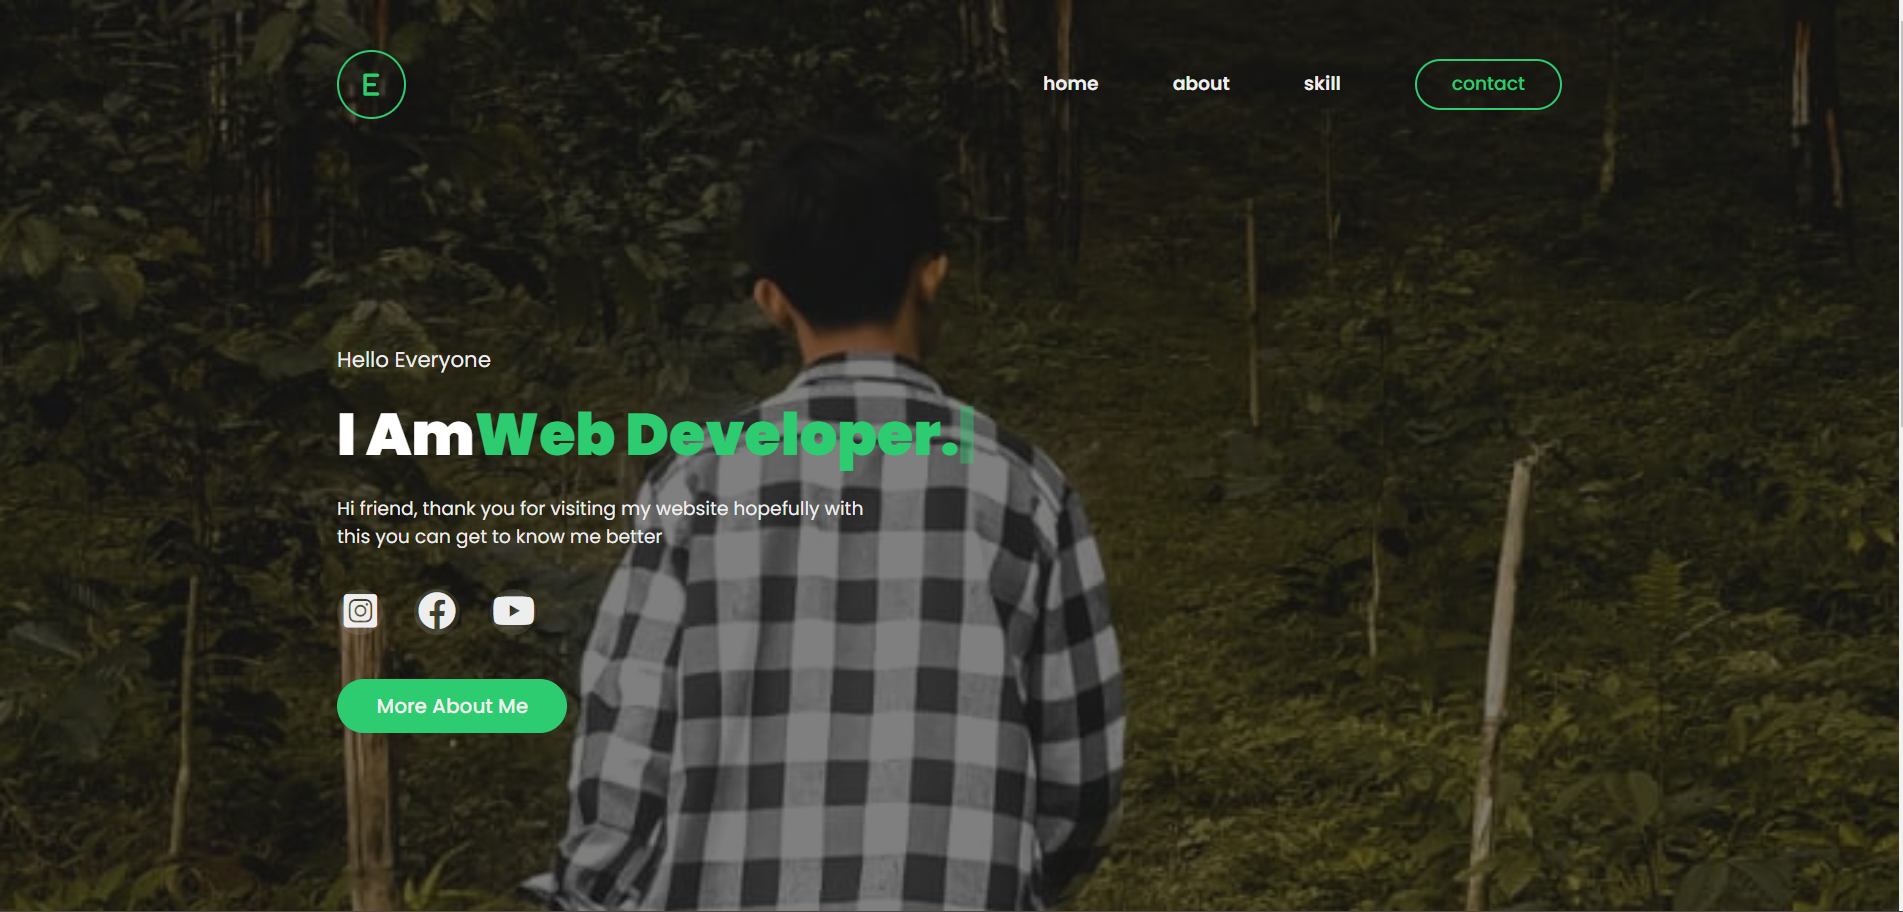 E
home about skill contact
Hello Everyone
I AmWeb Developer.
Hi friend, thank you for visiting my website hopefully with
this you can get to know me better
More About Me